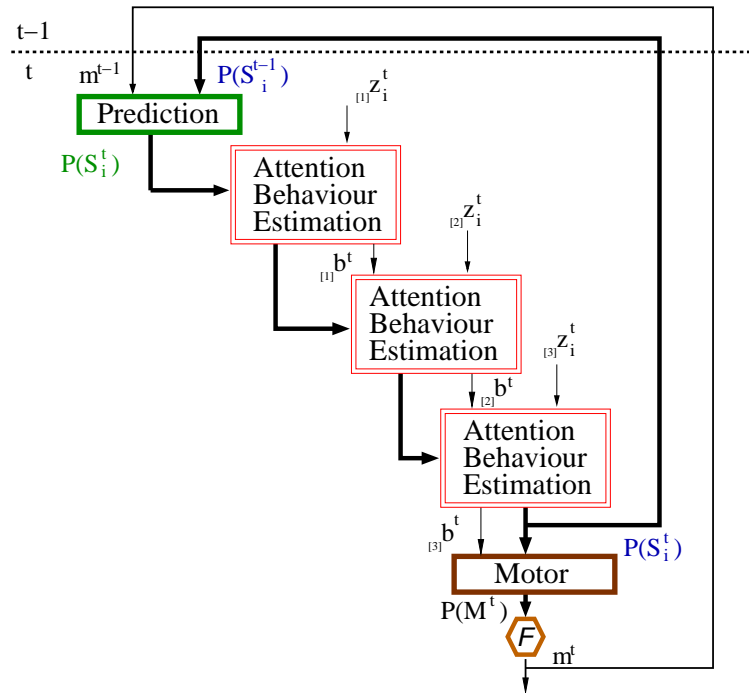 t–1
t
m^t–1
P(S_i^t–1)
Prediction
[1]z_i^t
P(S_i^t)
Attention
Behaviour
Estimation
[2]z_i^t
[1]b^t
Attention
Behaviour
Estimation
[3]z_i^t
[2]b^t
Attention
Behaviour
Estimation
[3]b^t
P(S_i^t)
Motor
P(M^t)
F
m^t